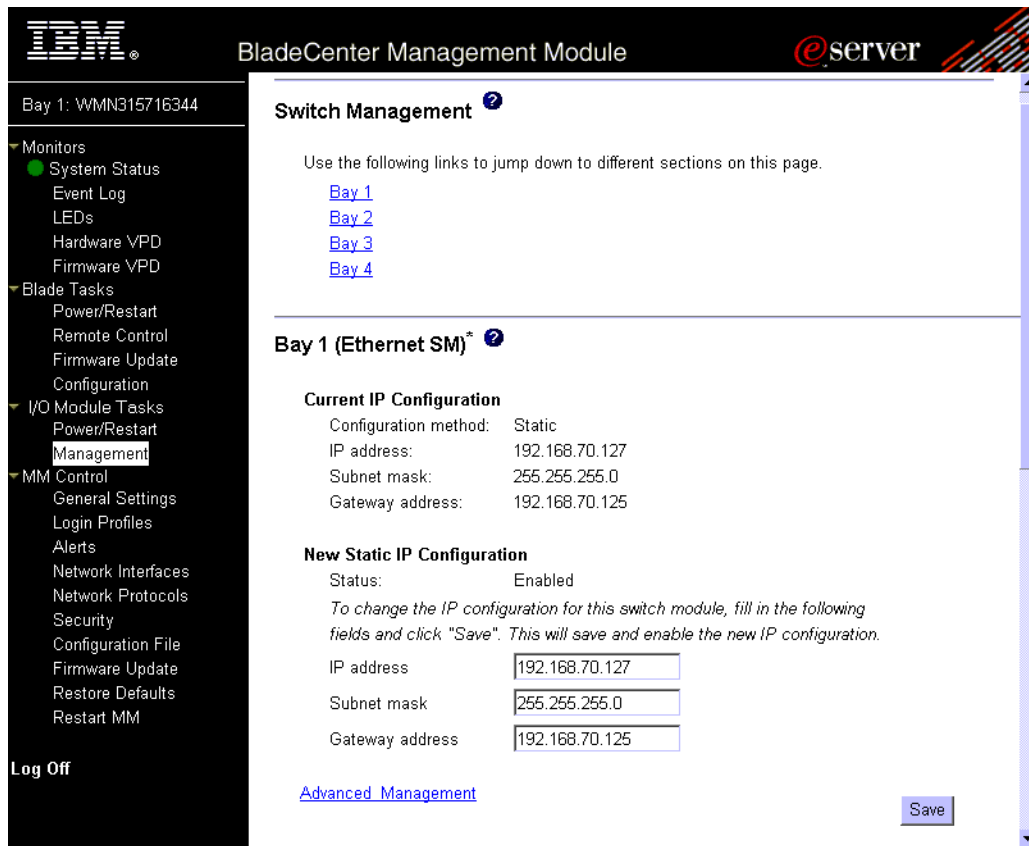 IBM®
BladeCenter Management Module
eserver
Bay 1: WMN315716344
Monitors
System Status
Event Log
LEDs
Hardware VPD
Firmware VPD
Blade Tasks
Power/Restart
Remote Control
Firmware Update
Configuration
I/O Module Tasks
Power/Restart
Management
MM Control
General Settings
Login Profiles
Alerts
Network Interfaces
Network Protocols
Security
Configuration File
Firmware Update
Restore Defaults
Restart MM
Log Off
Switch Management ?
Use the following links to jump down to different sections on this page.
Bay 1
Bay 2
Bay 3
Bay 4
Bay 1 (Ethernet SM)* ?
Current IP Configuration
Configuration method: Static
IP address: 192.168.70.127
Subnet mask: 255.255.255.0
Gateway address: 192.168.70.125
New Static IP Configuration
Status: Enabled
To change the IP configuration for this switch module, fill in the following
fields and click "Save". This will save and enable the new IP configuration.
IP address 192.168.70.127
Subnet mask 255.255.255.0
Gateway address 192.168.70.125
Advanced Management
Save